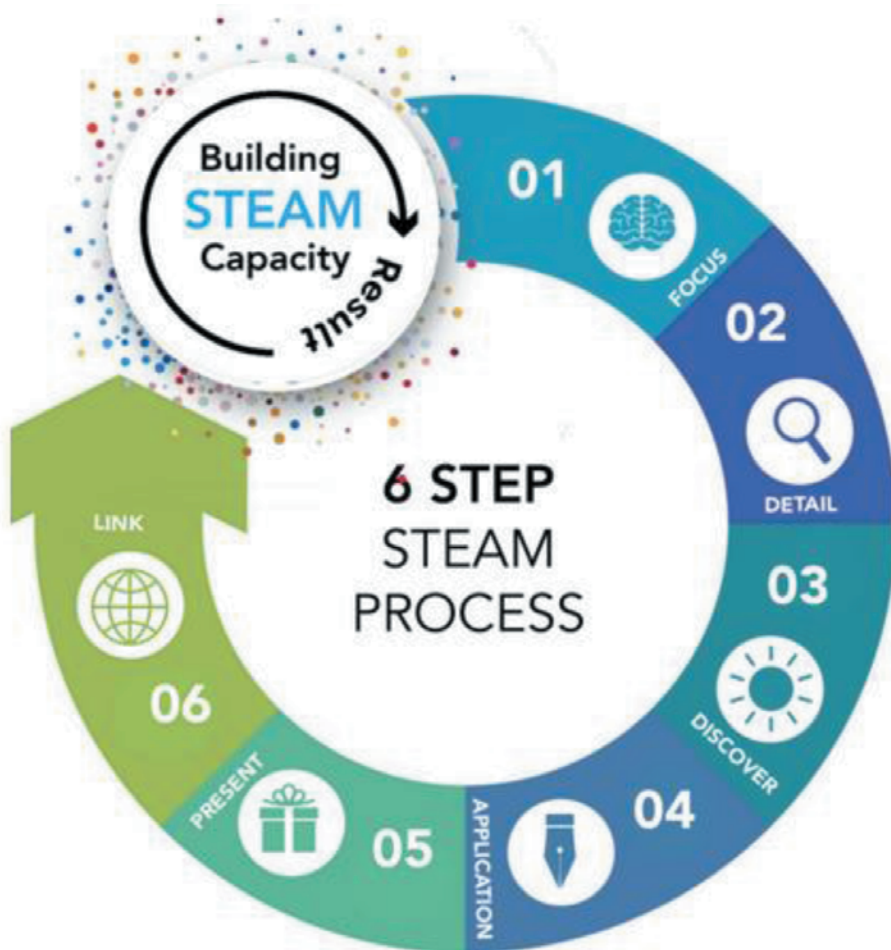 Building
STEAM
Capacity
Result
01
FOCUS
02
DETAIL
03
DISCOVER
04
APPLICATION
05
PRESENT
06
LINK
6 STEP
STEAM
PROCESS